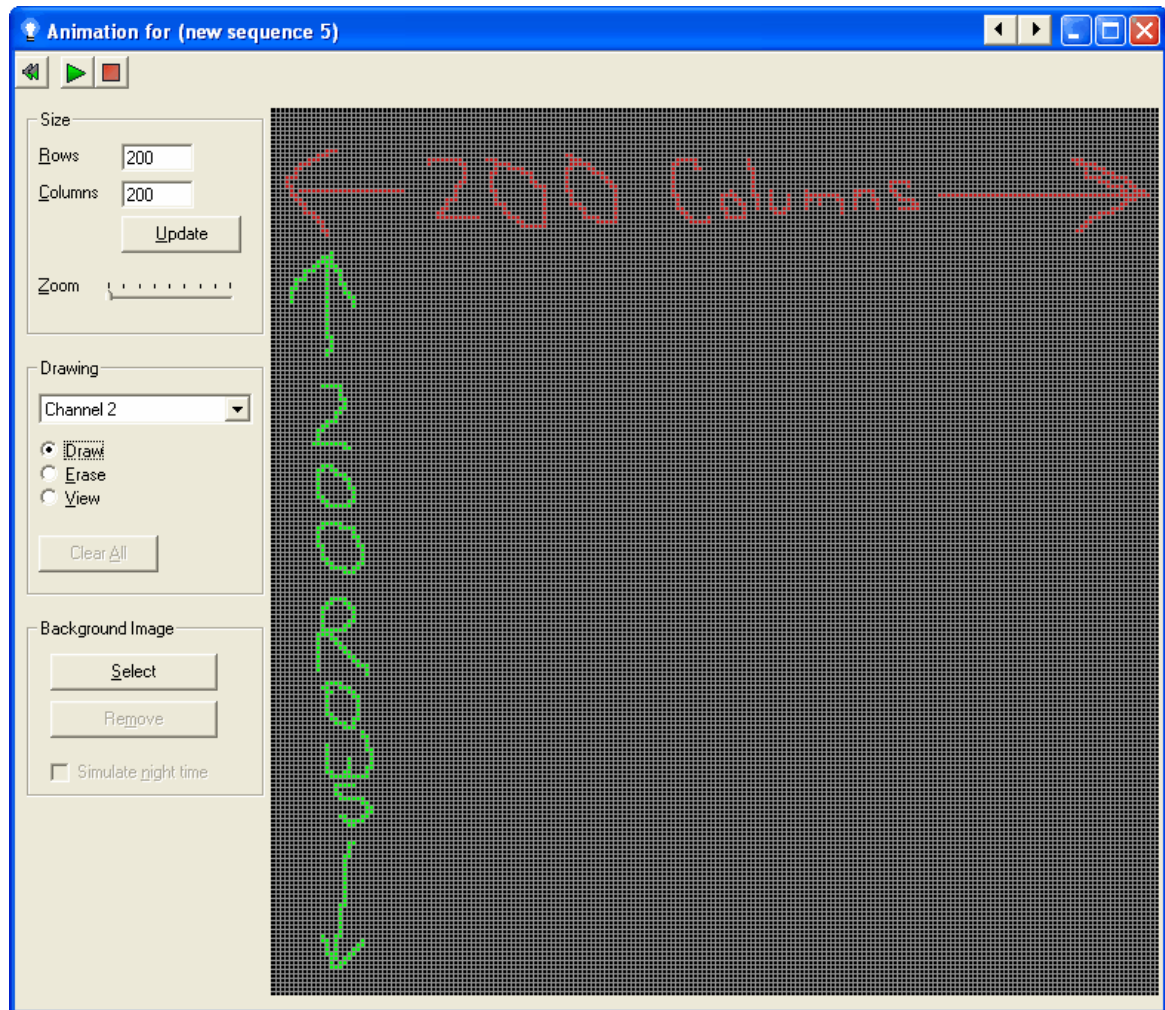 Animation for (new sequence 5)
Size
Rows 200
Columns 200
Update
Zoom
Drawing
Channel 2
Draw
Erase
View
Clear All
Background Image
Select
Remove
Simulate night time
200 Columns
200 Rows